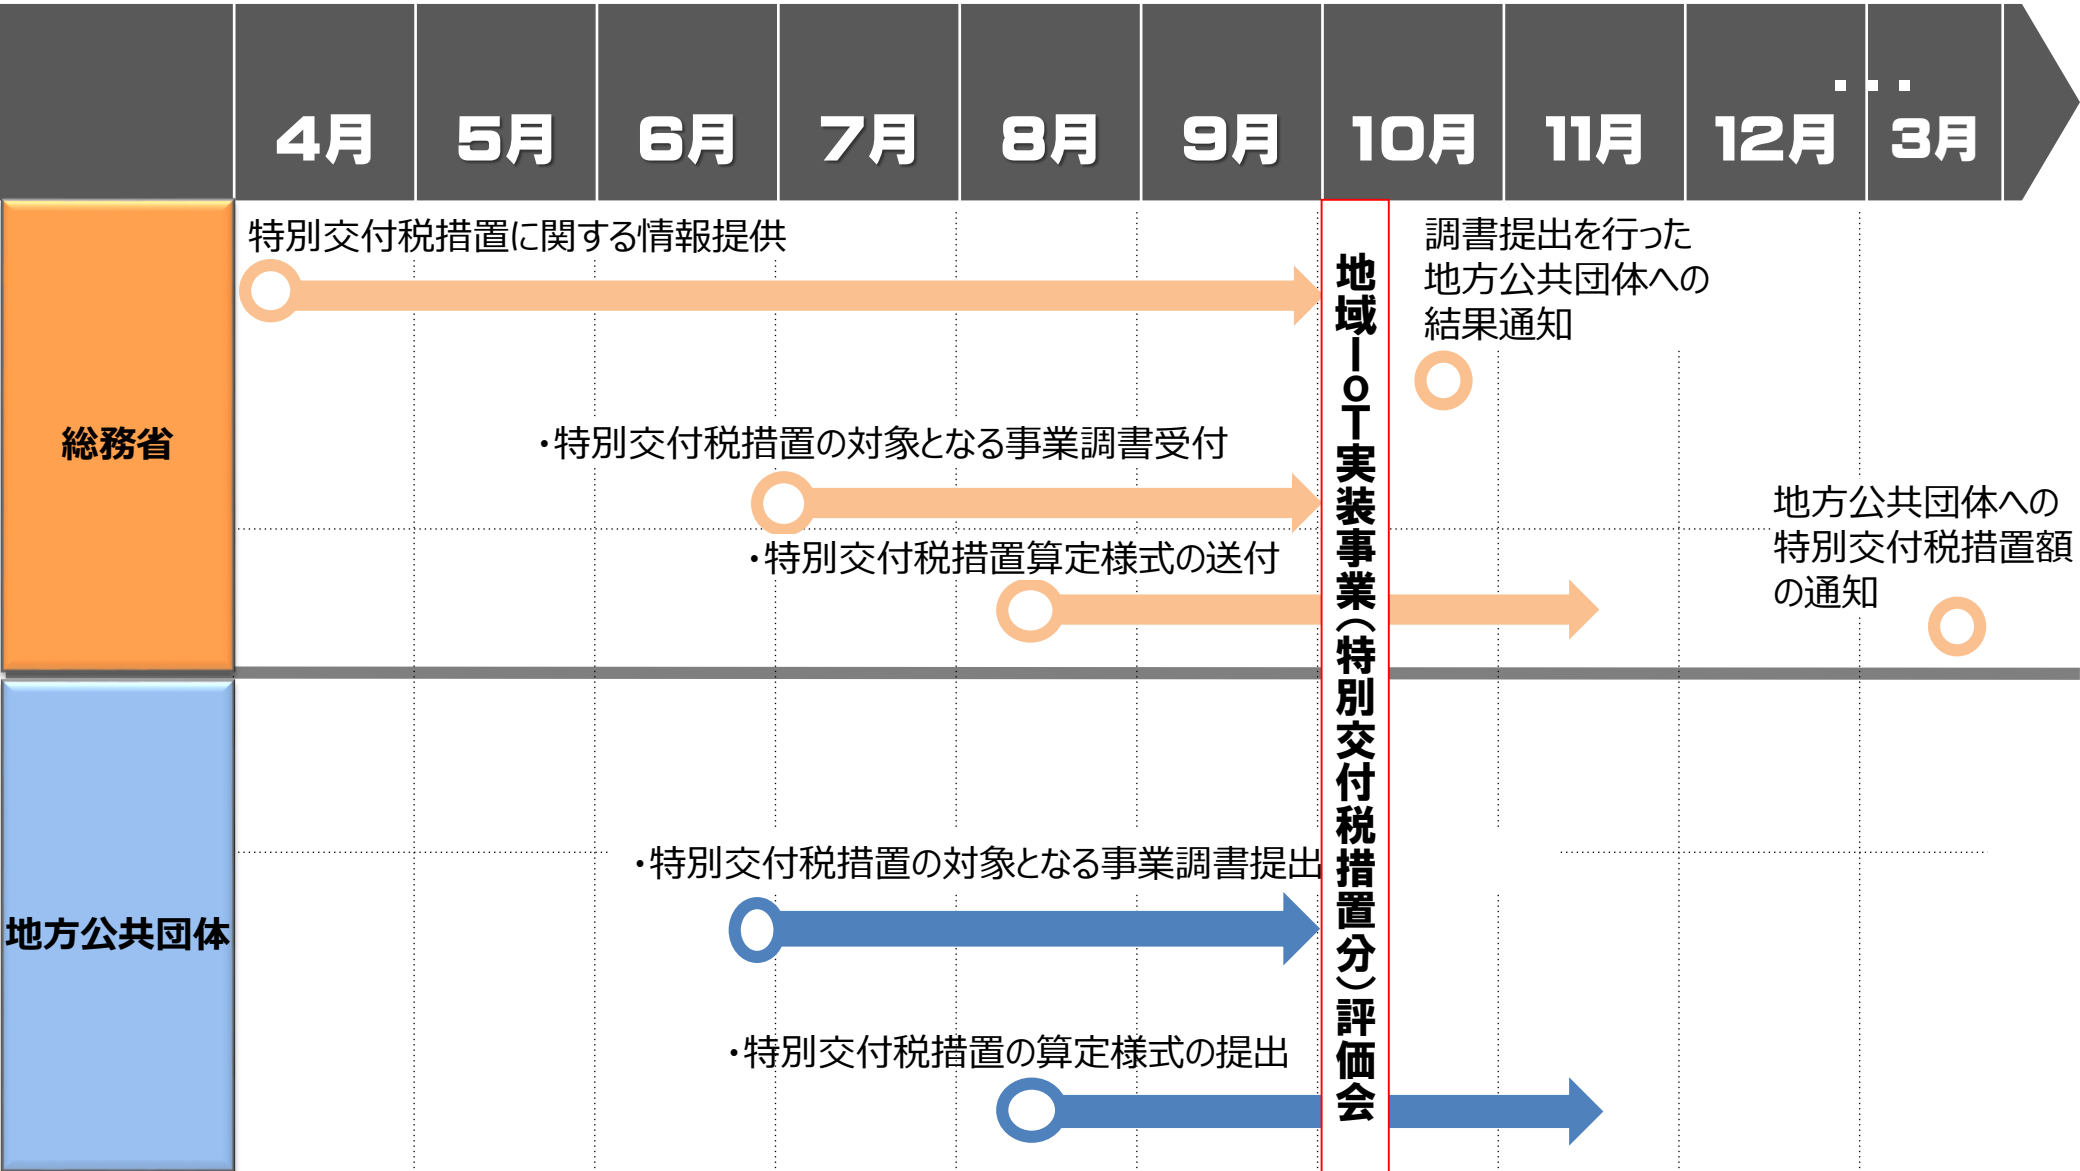 4月 5月 6月 7月 8月 9月 10月 11月 12月 ・・・ 3月
総務省
特別交付税措置に関する情報提供
・特別交付税措置の対象となる事業調書受付
・特別交付税措置算定様式の送付
地域IoT実装事業（特別交付税措置分）評価会
調書提出を行った
地方公共団体への
結果通知
地方公共団体への
特別交付税措置額
の通知
地方公共団体
・特別交付税措置の対象となる事業調書提出
・特別交付税措置の算定様式の提出